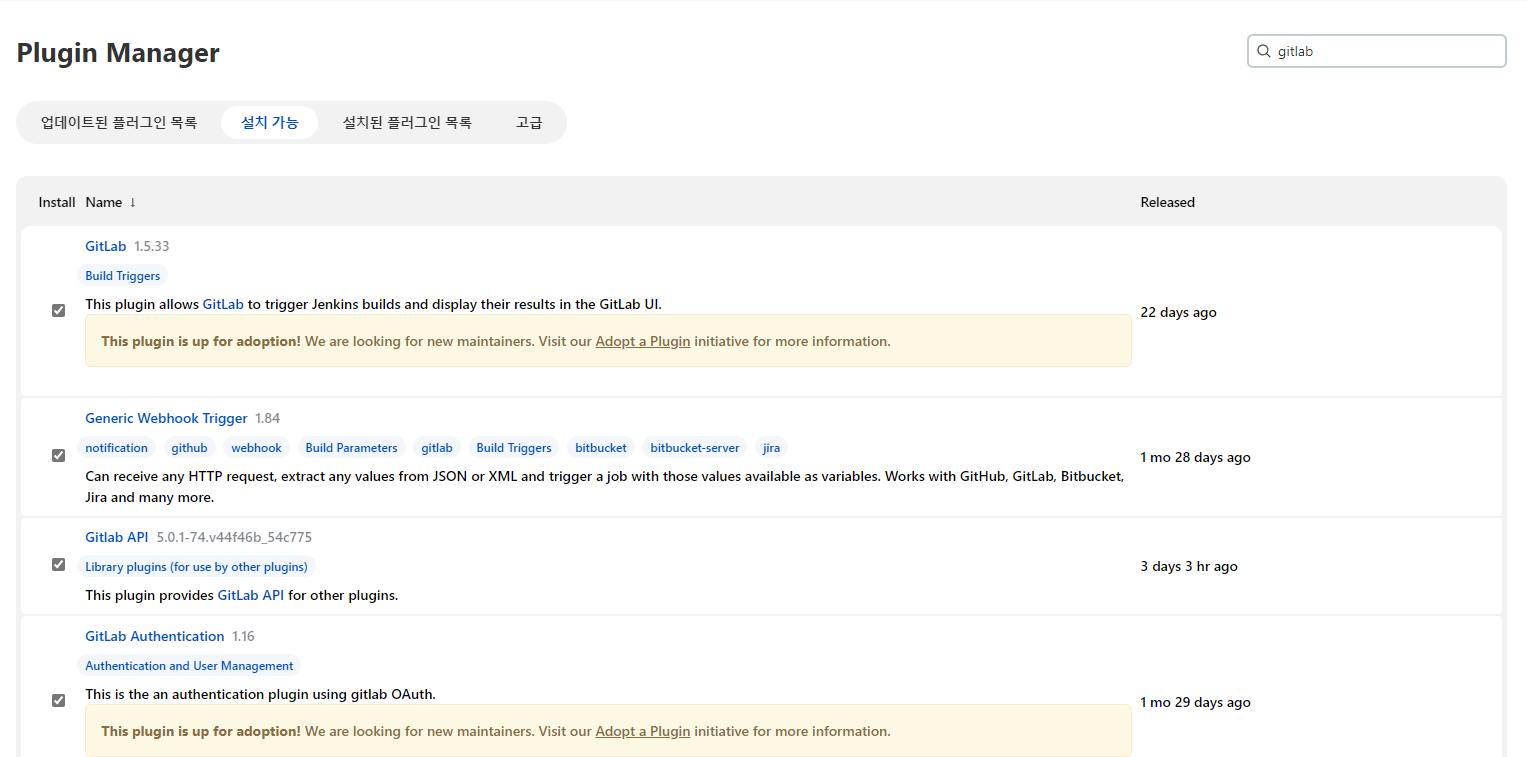 Plugin Manager
gitlab
업데이트된 플러그인 목록 설치 가능 설치된 플러그인 목록 고급
Install Name ↓ Released
GitLab 1.5.33
Build Triggers
This plugin allows GitLab to trigger Jenkins builds and display their results in the GitLab UI.
22 days ago
This plugin is up for adoption! We are looking for new maintainers. Visit our Adopt a Plugin initiative for more information.
Generic Webhook Trigger 1.84
notification github webhook Build Parameters gitlab Build Triggers bitbucket bitbucket-server jira
Can receive any HTTP request, extract any values from JSON or XML and trigger a job with those values available as variables. Works with GitHub, GitLab, Bitbucket,
Jira and many more.
1 mo 28 days ago
Gitlab API 5.0.1-74.v44f46b_54c775
Library plugins (for use by other plugins)
This plugin provides GitLab API for other plugins.
3 days 3 hr ago
GitLab Authentication 1.16
Authentication and User Management
This is the an authentication plugin using gitlab OAuth.
1 mo 29 days ago
This plugin is up for adoption! We are looking for new maintainers. Visit our Adopt a Plugin initiative for more information.